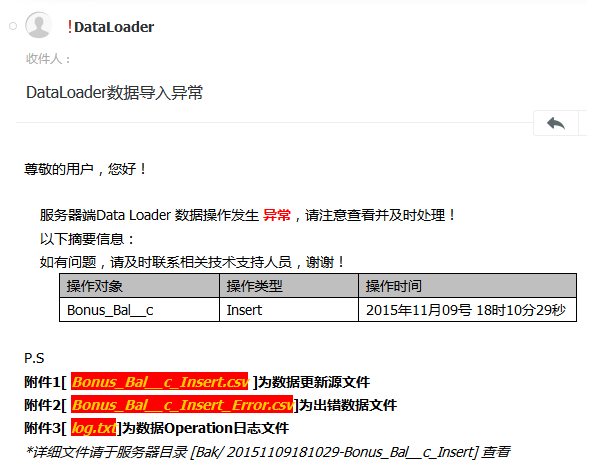 !DataLoader
收件人：
DataLoader数据导入异常
尊敬的用户，您好！
服务器端Data Loader 数据操作发生 异常，请注意查看并及时处理！
以下摘要信息：
如有问题，请及时联系相关技术支持人员，谢谢！
操作对象 操作类型 操作时间
Bonus_Bal__c Insert 2015年11月09号 18时10分29秒
P.S
附件1[ Bonus_Bal__c_Insert.csv ]为数据更新源文件
附件2[ Bonus_Bal__c_Insert_Error.csv]为出错数据文件
附件3[ log.txt]为数据Operation日志文件
*详细文件请于服务器目录 [Bak/ 20151109181029-Bonus_Bal__c_Insert] 查看